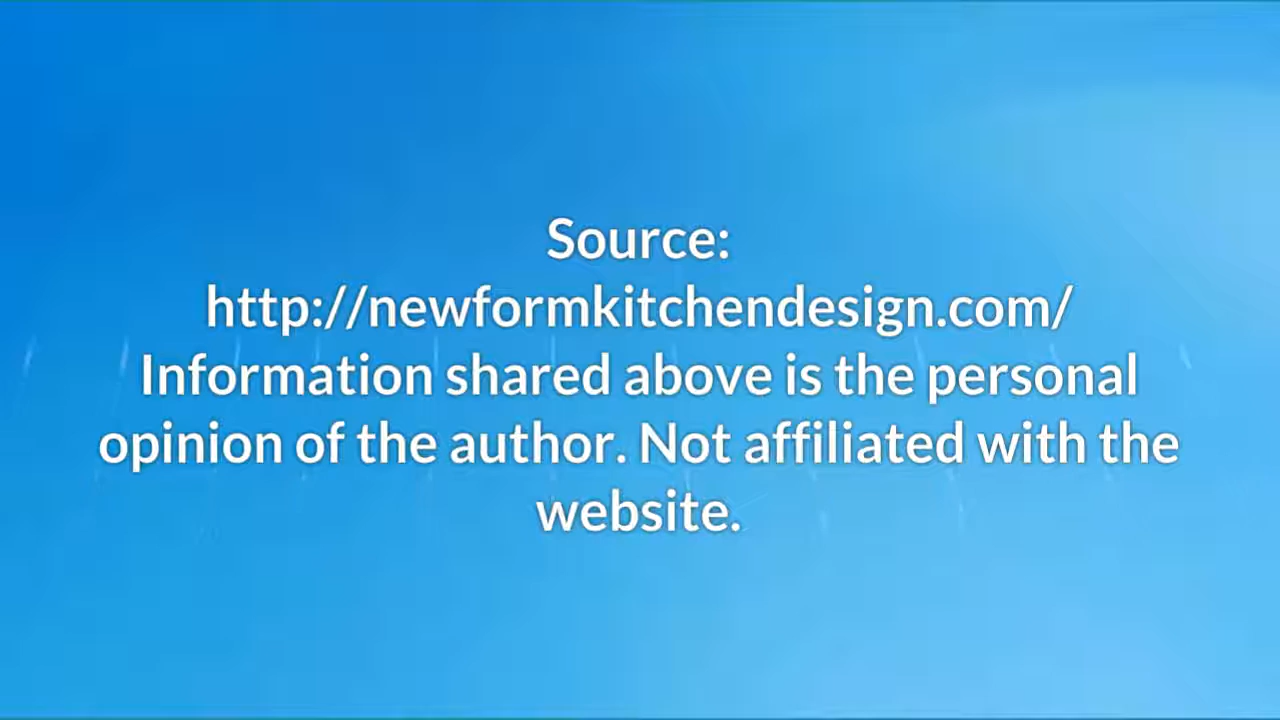 Source:
http://newformkitchendesign.com/
Information shared above is the personal
opinion of the author. Not affiliated with the
website.